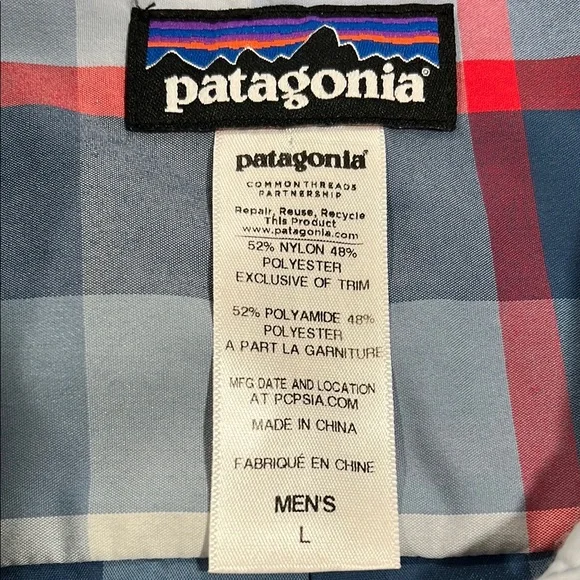 patagonia®
patagonia®
COMMON THREADS
PARTNERSHIP
Repair, Reuse, Recycle
This Product
www.patagonia.com
52% NYLON 48%
POLYESTER
EXCLUSIVE OF TRIM
52% POLYAMIDE 48%
POLYESTER
A PART LA GARNITURE
MFG DATE AND LOCATION
AT PCPSIA.COM
MADE IN CHINA
FABRIQUÉ EN CHINE
MEN'S
L